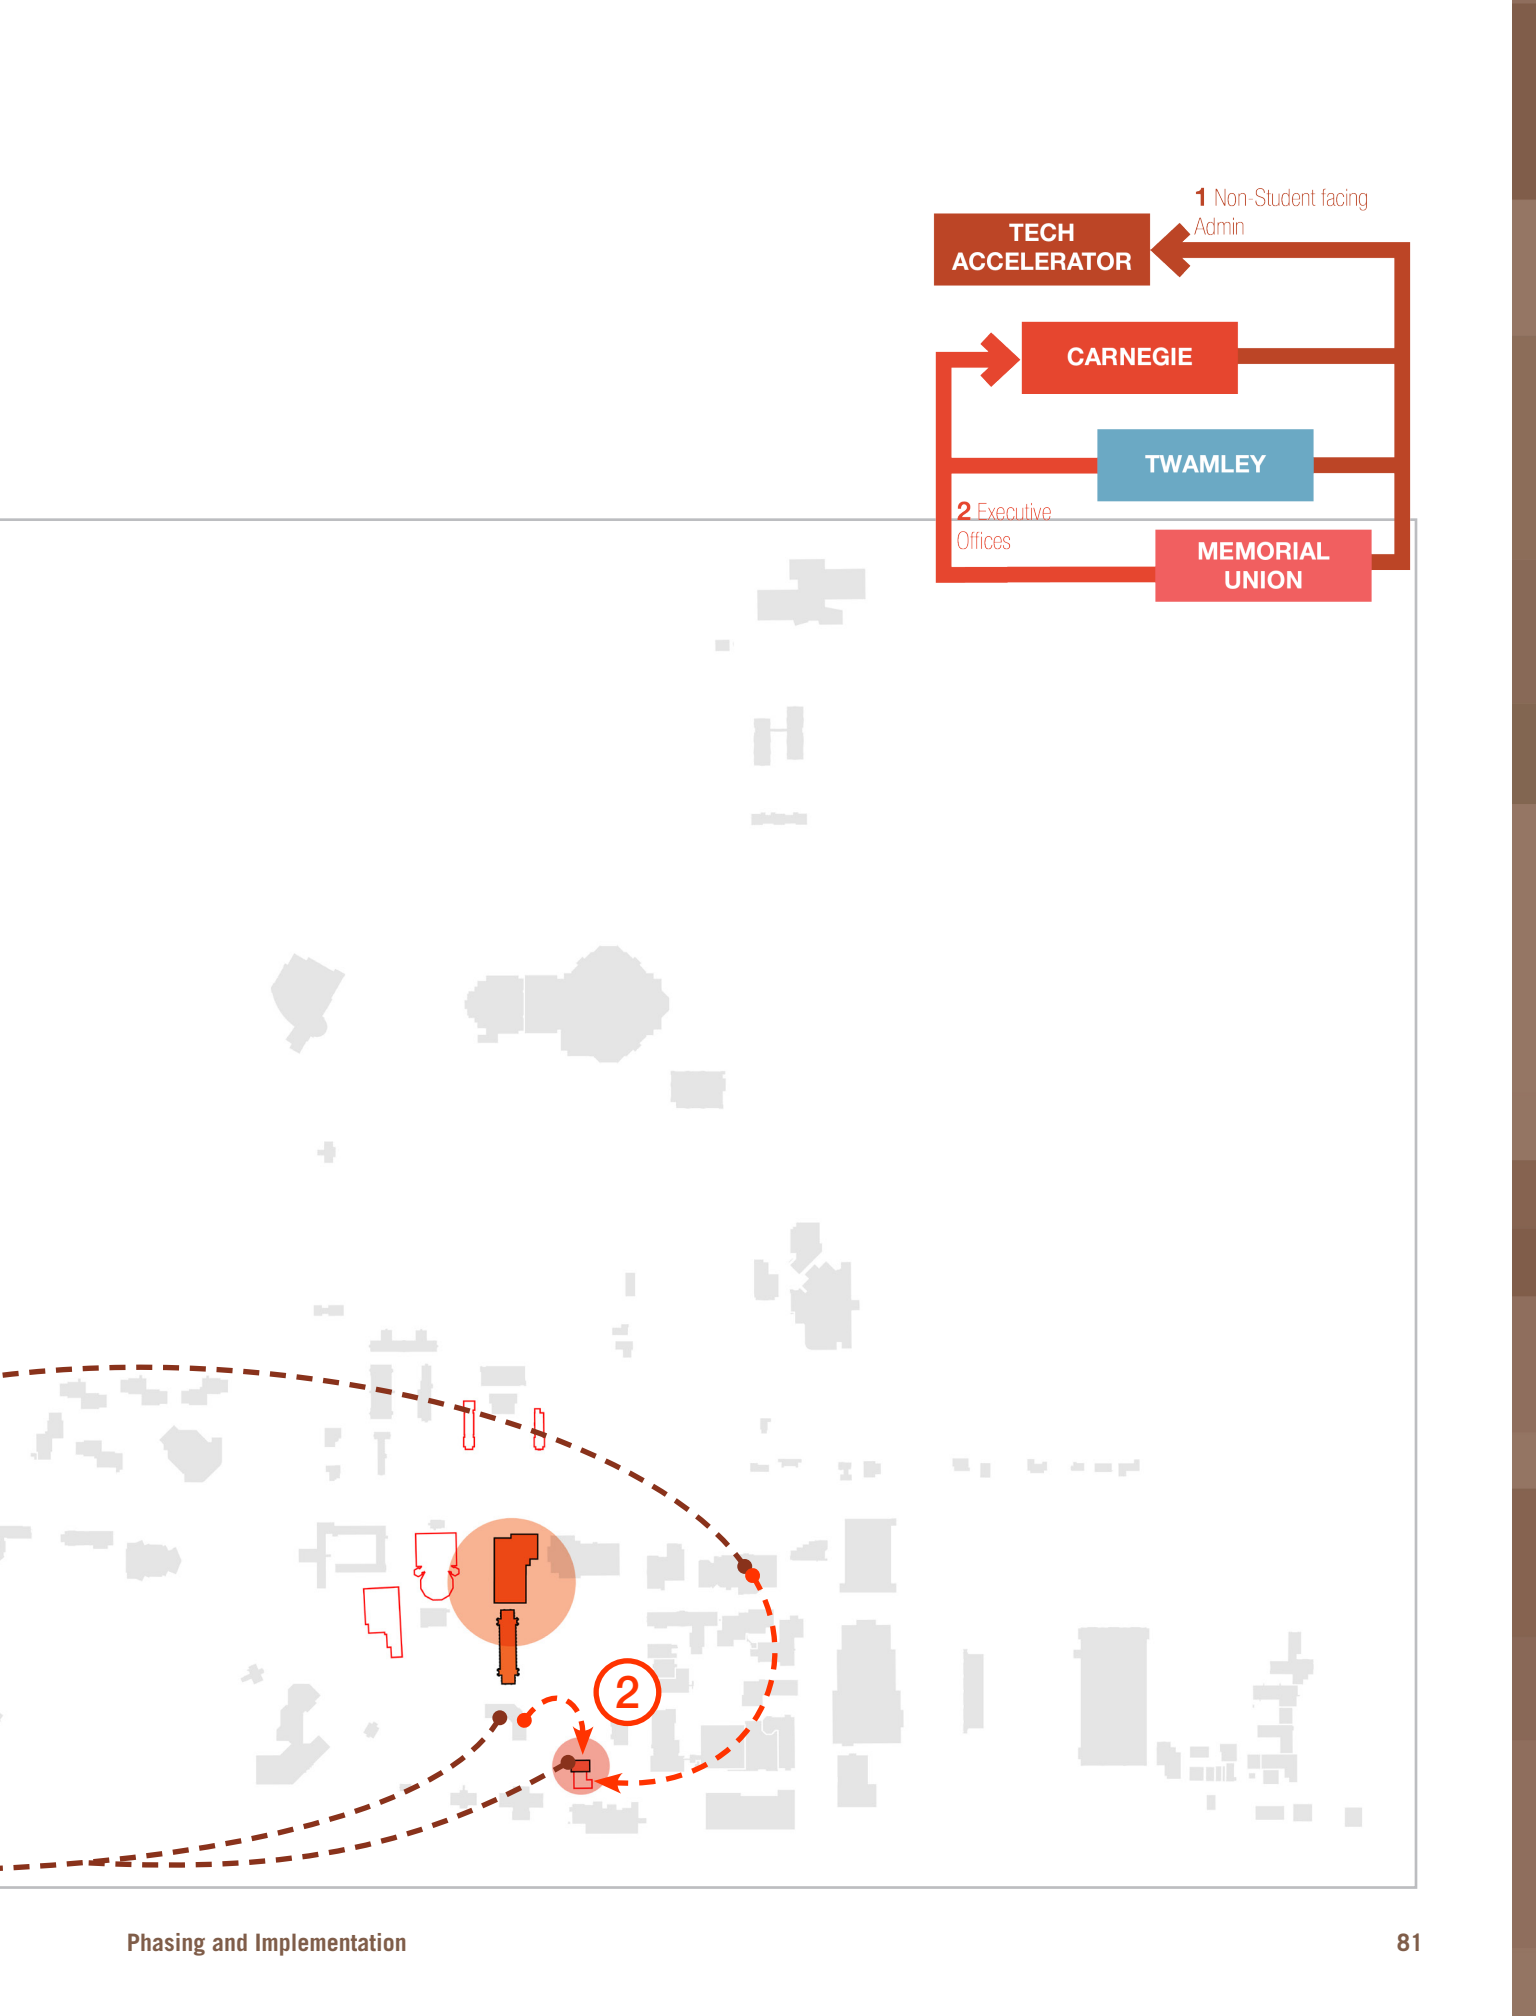 1 Non-Student facing
Admin
TECH
ACCELERATOR
CARNEGIE
TWAMLEY
2 Executive
Offices
MEMORIAL
UNION
2
Phasing and Implementation
81